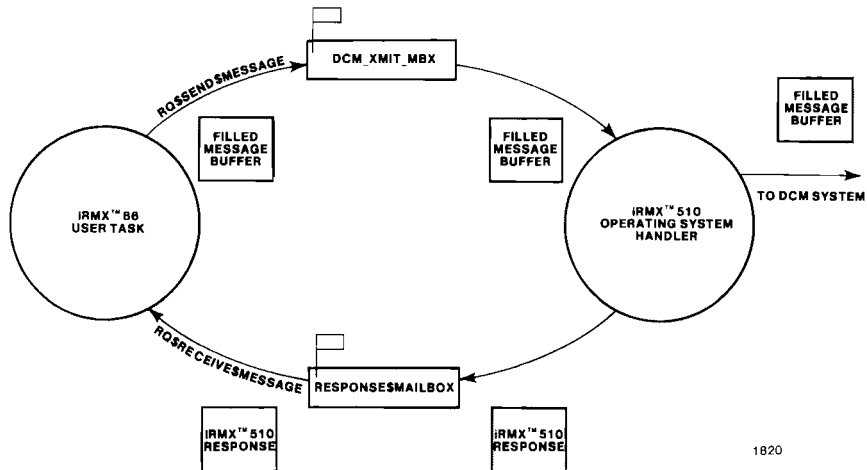 DCM_XMIT_MBX
RQ$SEND$MESSAGE
FILLED
MESSAGE
BUFFER
FILLED
MESSAGE
BUFFER
FILLED
MESSAGE
BUFFER
iRMX™ 86
USER TASK
iRMX™ 510
OPERATING SYSTEM
HANDLER
TO DCM SYSTEM
RQ$RECEIVE$MESSAGE
RESPONSE$MAILBOX
iRMX™ 510
RESPONSE
iRMX™ 510
RESPONSE
1820